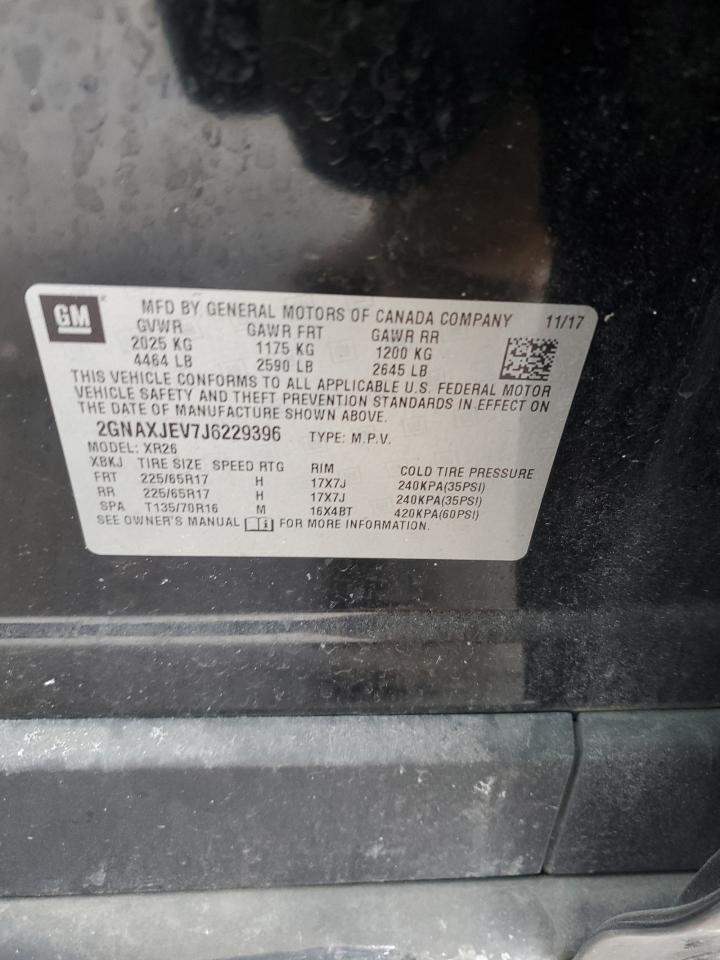 GM
MFD BY GENERAL MOTORS OF CANADA COMPANY 11/17
GVWR GAWR FRT GAWR RR
2025 KG 1175 KG 1200 KG
4464 LB 2590 LB 2645 LB
THIS VEHICLE CONFORMS TO ALL APPLICABLE U.S. FEDERAL MOTOR
VEHICLE SAFETY AND THEFT PREVENTION STANDARDS IN EFFECT ON
THE DATE OF MANUFACTURE SHOWN ABOVE.
2GNAXJEV7J6229396 TYPE: M.P.V.
MODEL: XR26
XBKJ TIRE SIZE SPEED RTG RIM COLD TIRE PRESSURE
FRT 225/65R17 H 17X7J 240KPA(35PSI)
RR 225/65R17 H 17X7J 240KPA(35PSI)
SPA T135/70R16 M 16X4BT 420KPA(60PSI)
SEE OWNER'S MANUAL i FOR MORE INFORMATION.